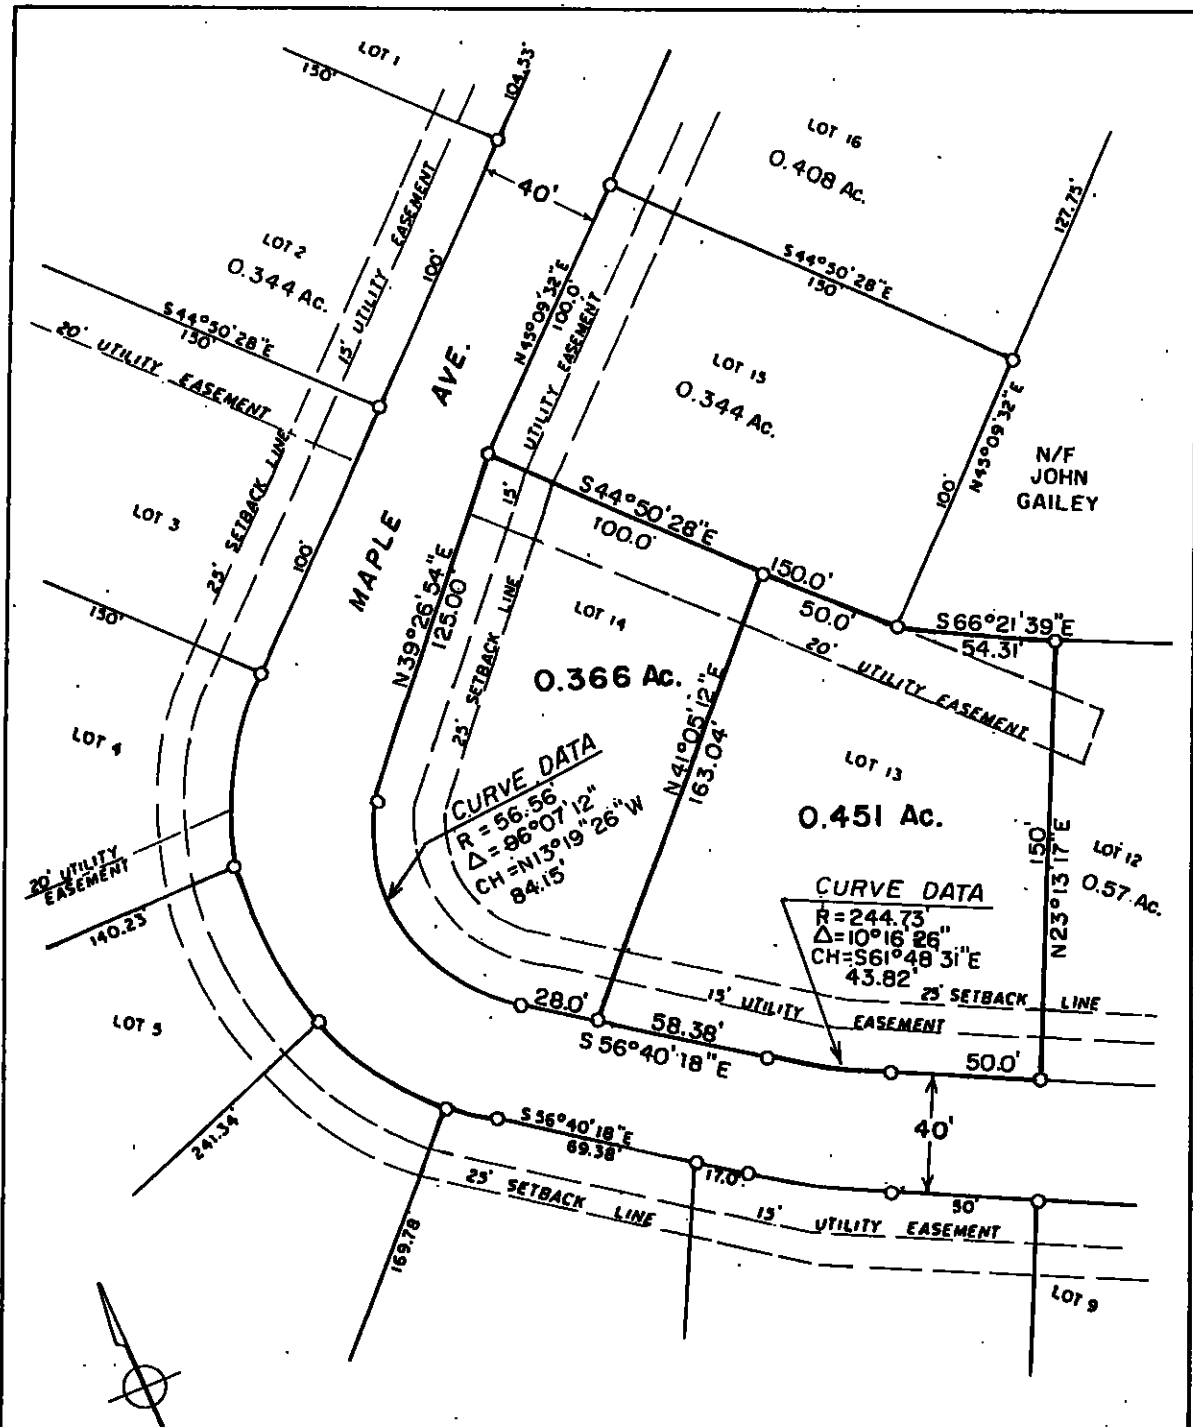 LOT 1
150'
104.53'
LOT 16
0.408 Ac.
40'
127.75'
15' UTILITY EASEMENT
LOT 2
0.344 Ac.
100'
S44°50'28"E
150'
N45°09'32"E
100.0'
S44°50'28"E
150'
20' UTILITY EASEMENT
MAPLE AVE.
15' UTILITY EASEMENT
LOT 15
0.344 Ac.
N45°09'32"E
100'
N/F
JOHN
GAILEY
25' SETBACK LINE
LOT 3
100'
S44°50'28"E
100.0'
150.0'
50.0'
S66°21'39"E
54.31'
150'
N39°26'54"E
125.00'
25' SETBACK LINE
LOT 14
0.366 Ac.
20' UTILITY EASEMENT
N41°05'12"E
163.04'
LOT 4
LOT 13
0.451 Ac.
CURVE DATA
R = 56.56'
Δ = 96°07'12"
CH = N13°19'26"W
84.15'
150'
N23°13'17"E
LOT 12
0.57 Ac.
20' UTILITY
EASEMENT
140.23'
CURVE DATA
R = 244.73'
Δ = 10°16'26"
CH = S61°48'31"E
43.82'
25' SETBACK LINE
15' UTILITY EASEMENT
LOT 5
28.0'
58.38'
S56°40'18"E
50.0'
40'
241.34'
S56°40'18"E
69.38'
17.0'
50'
25' SETBACK LINE
15' UTILITY EASEMENT
169.78'
LOT 9